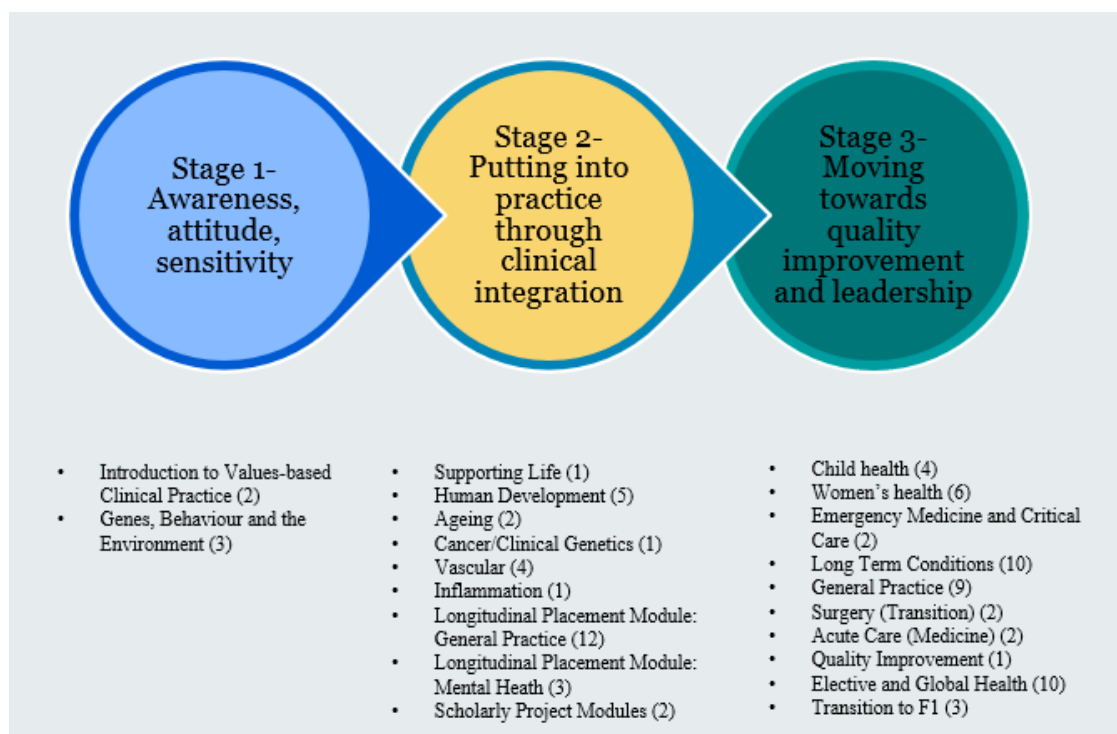 Stage 1-
Awareness,
attitude,
sensitivity
Stage 2-
Putting into
practice
through
clinical
integration
Stage 3-
Moving
towards
quality
improvement
and leadership
• Introduction to Values-based
Clinical Practice (2)
• Genes, Behaviour and the
Environment (3)
• Supporting Life (1)
• Human Development (5)
• Ageing (2)
• Cancer/Clinical Genetics (1)
• Vascular (4)
• Inflammation (1)
• Longitudinal Placement Module:
General Practice (12)
• Longitudinal Placement Module:
Mental Heath (3)
• Scholarly Project Modules (2)
• Child health (4)
• Women’s health (6)
• Emergency Medicine and Critical
Care (2)
• Long Term Conditions (10)
• General Practice (9)
• Surgery (Transition) (2)
• Acute Care (Medicine) (2)
• Quality Improvement (1)
• Elective and Global Health (10)
• Transition to F1 (3)